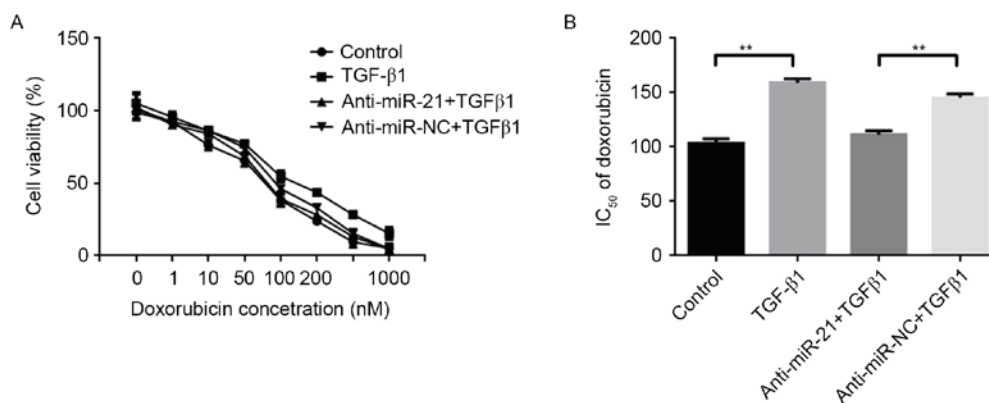 A
150
100
50
0
Cell viability (%)
Control
TGF-β1
Anti-miR-21+TGFβ1
Anti-miR-NC+TGFβ1
0 1 10 50 100 200 1000
Doxorubicin concetration (nM)
B
200
150
100
50
0
IC50 of doxorubicin
** **
Control
TGF-β1
Anti-miR-21+TGFβ1
Anti-miR-NC+TGFβ1